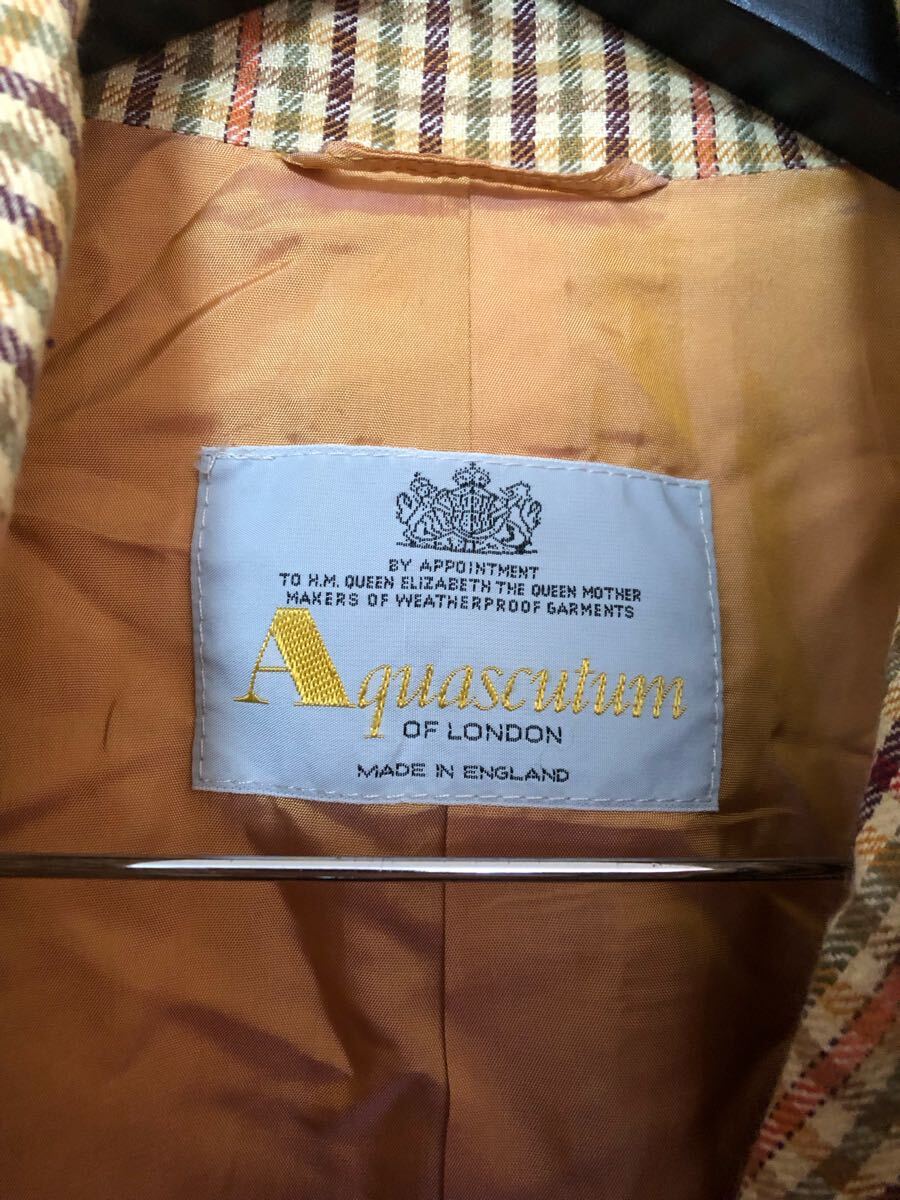 BY APPOINTMENT
TO H.M. QUEEN ELIZABETH THE QUEEN MOTHER
MAKERS OF WEATHERPROOF GARMENTS
Aquascutum
OF LONDON
MADE IN ENGLAND